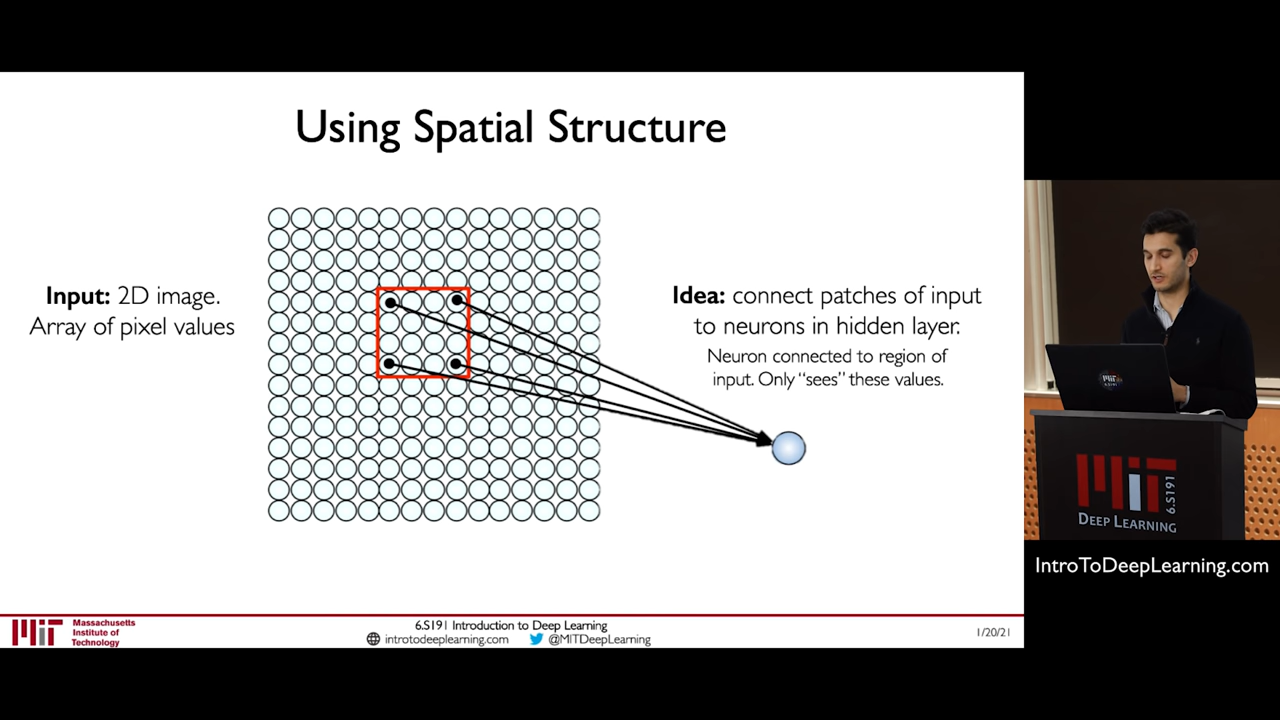 Using Spatial Structure
Input: 2D image.
Array of pixel values
Idea: connect patches of input
to neurons in hidden layer.
Neuron connected to region of
input. Only “sees” these values.
MIT
6.S191
DEEP LEARNING
IntroToDeepLearning.com
MIT
Massachusetts
Institute of
Technology
6.S191 Introduction to Deep Learning
introtodeeplearning.com
@MITDeepLearning
1/20/21